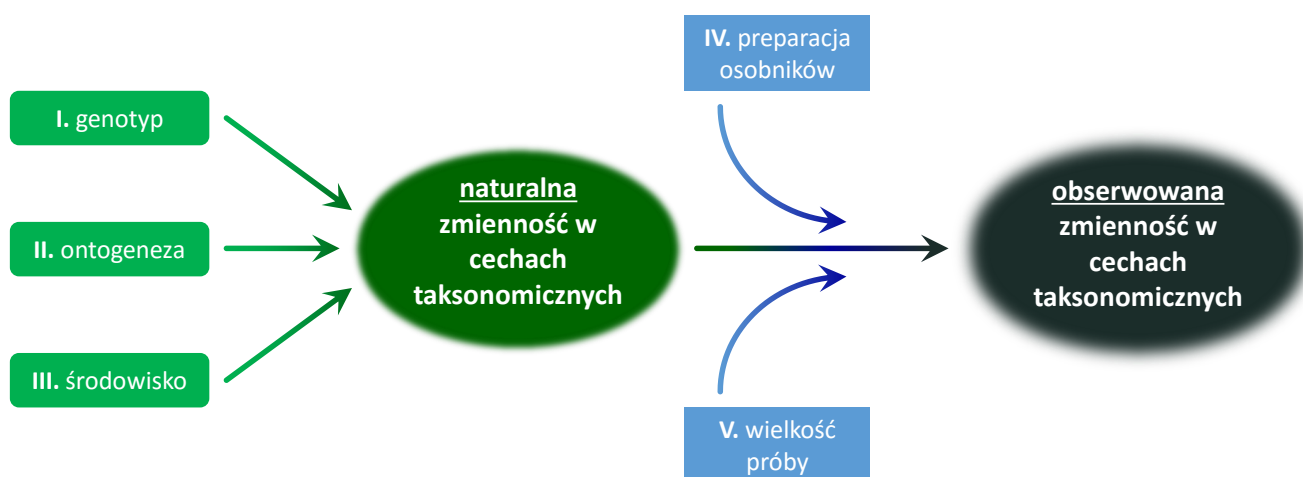 I. genotyp
II. ontogeneza
III. środowisko
naturalna
zmienność w
cechach
taksonomicznych
IV. preparacja
osobników
V. wielkość
próby
obserwowana
zmienność w
cechach
taksonomicznych